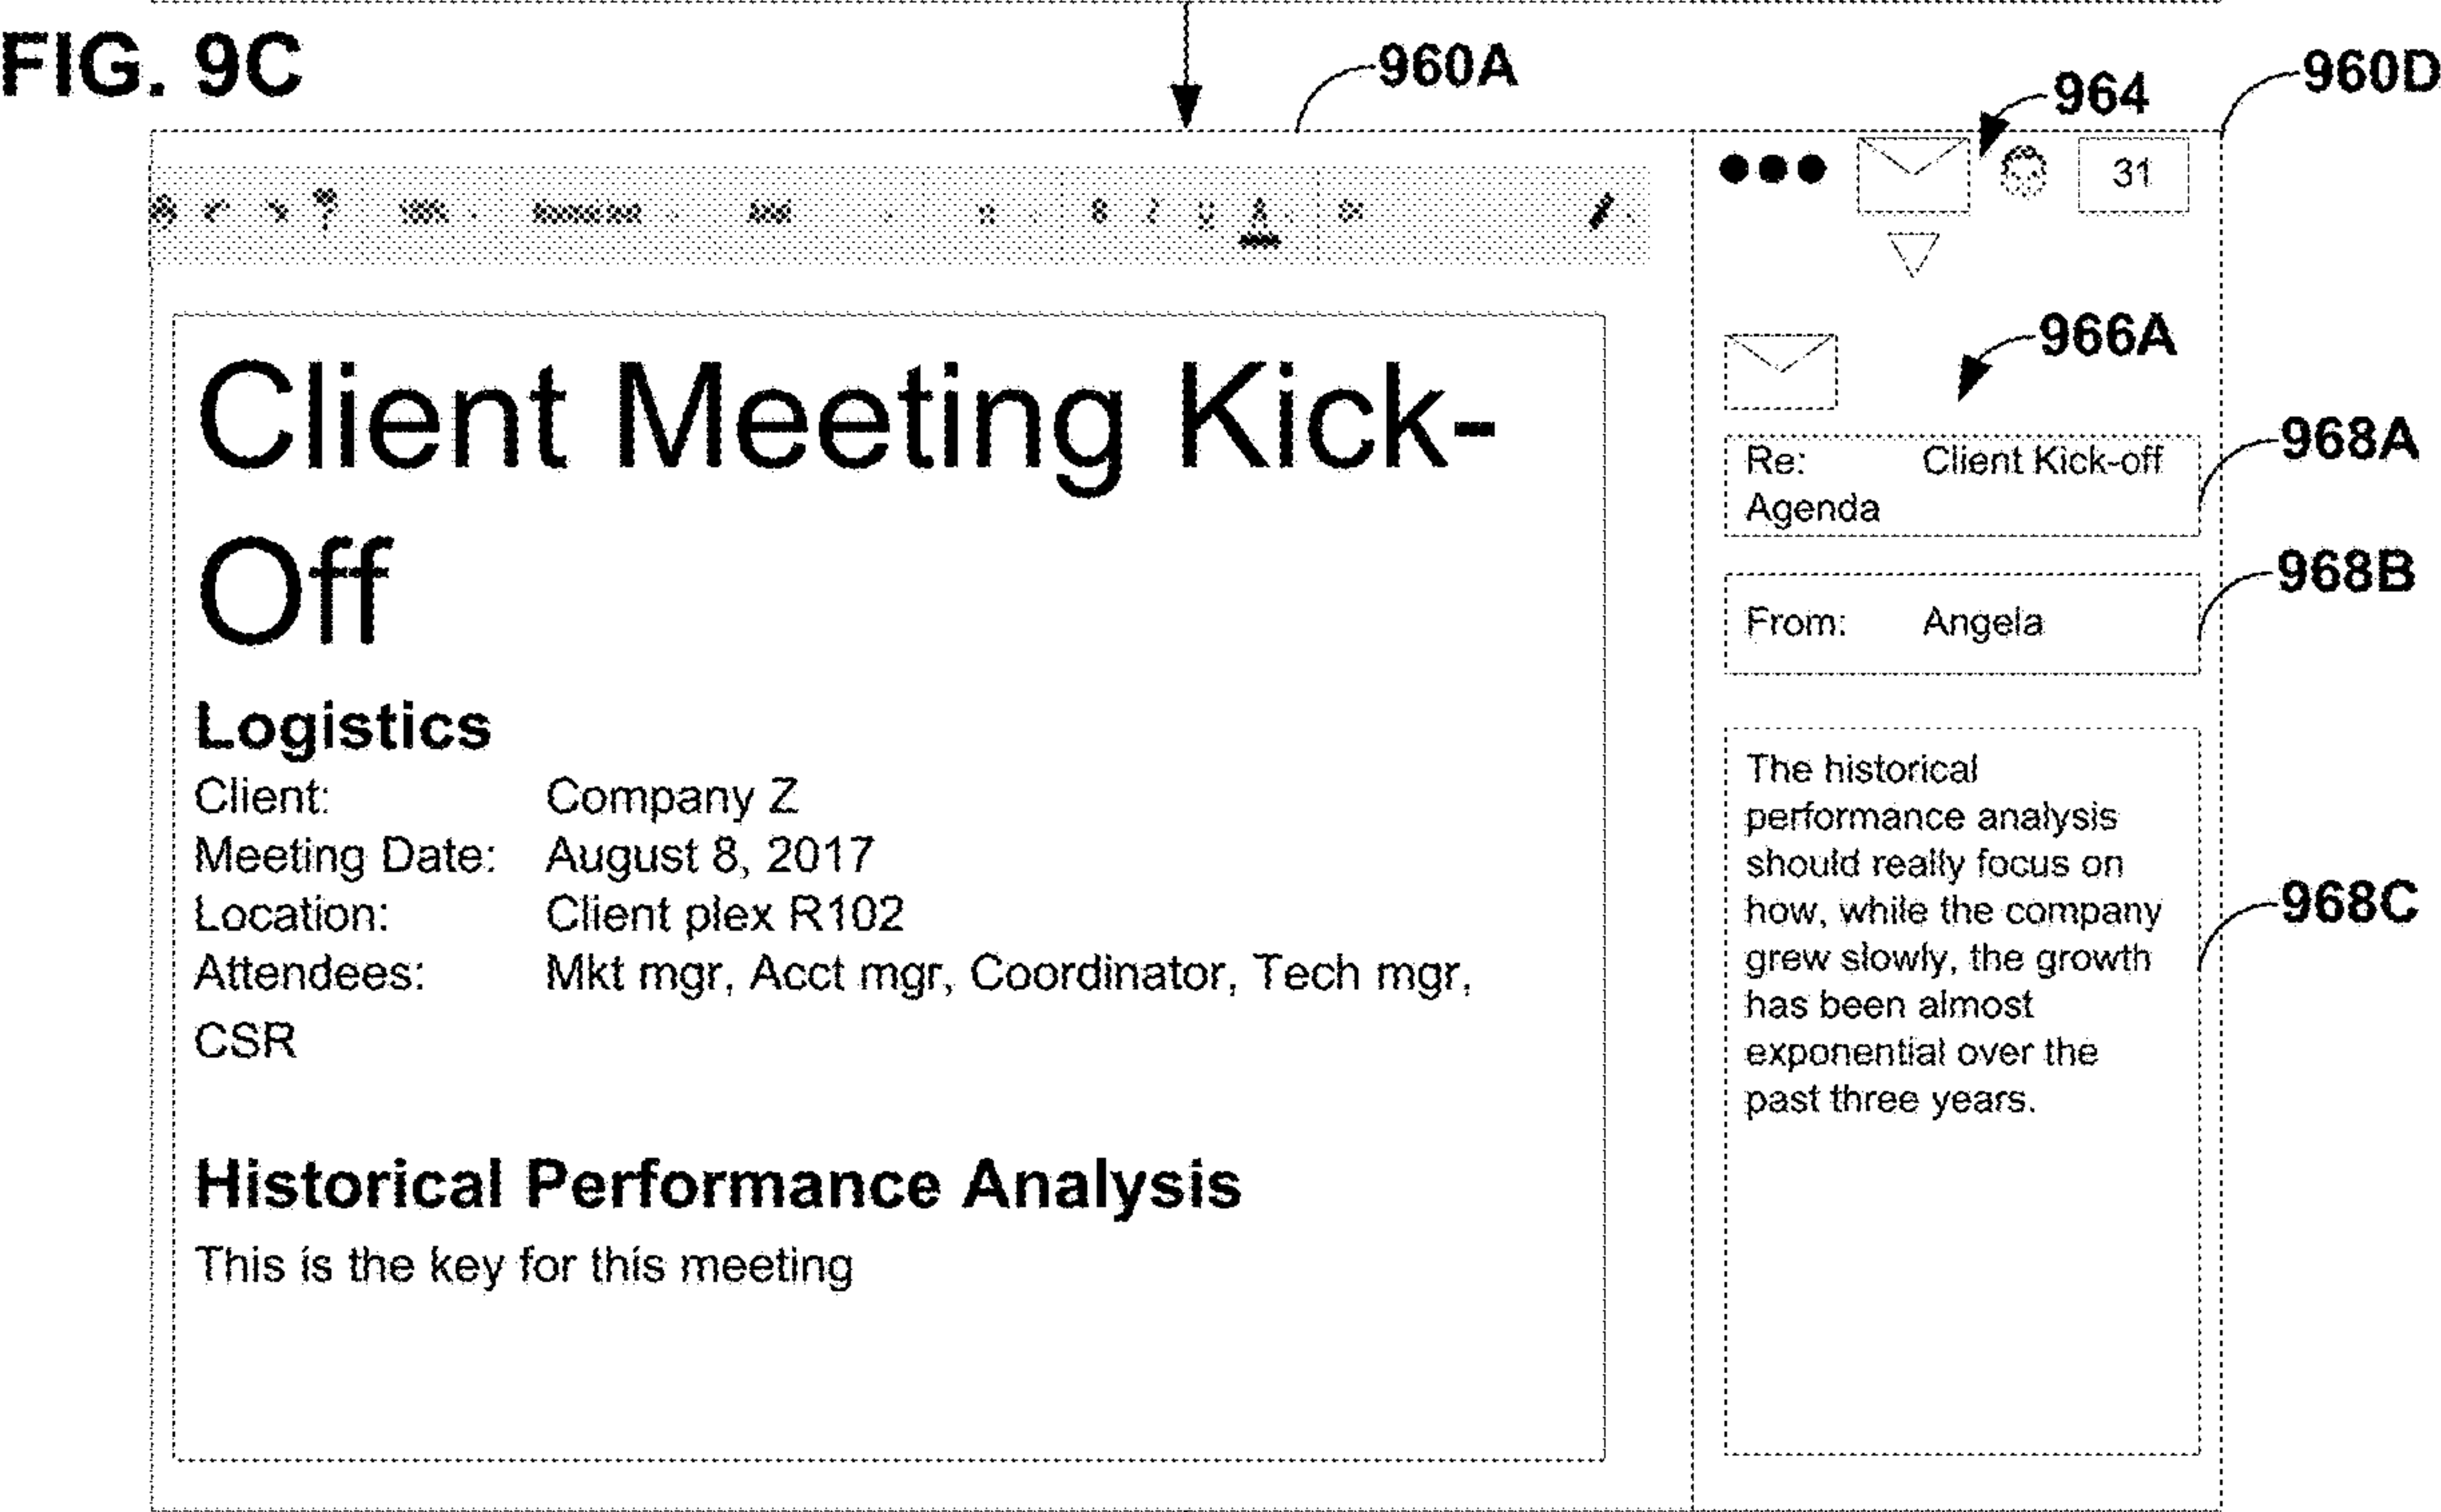 FIG. 9C
960A
964
960D
31
B I U A
Client Meeting Kick-
Off
Logistics
Client: Company Z
Meeting Date: August 8, 2017
Location: Client plex R102
Attendees: Mkt mgr, Acct mgr, Coordinator, Tech mgr,
CSR
Historical Performance Analysis
This is the key for this meeting
966A
Re: Client Kick-off
Agenda
968A
From: Angela
968B
The historical
performance analysis
should really focus on
how, while the company
grew slowly, the growth
has been almost
exponential over the
past three years.
968C